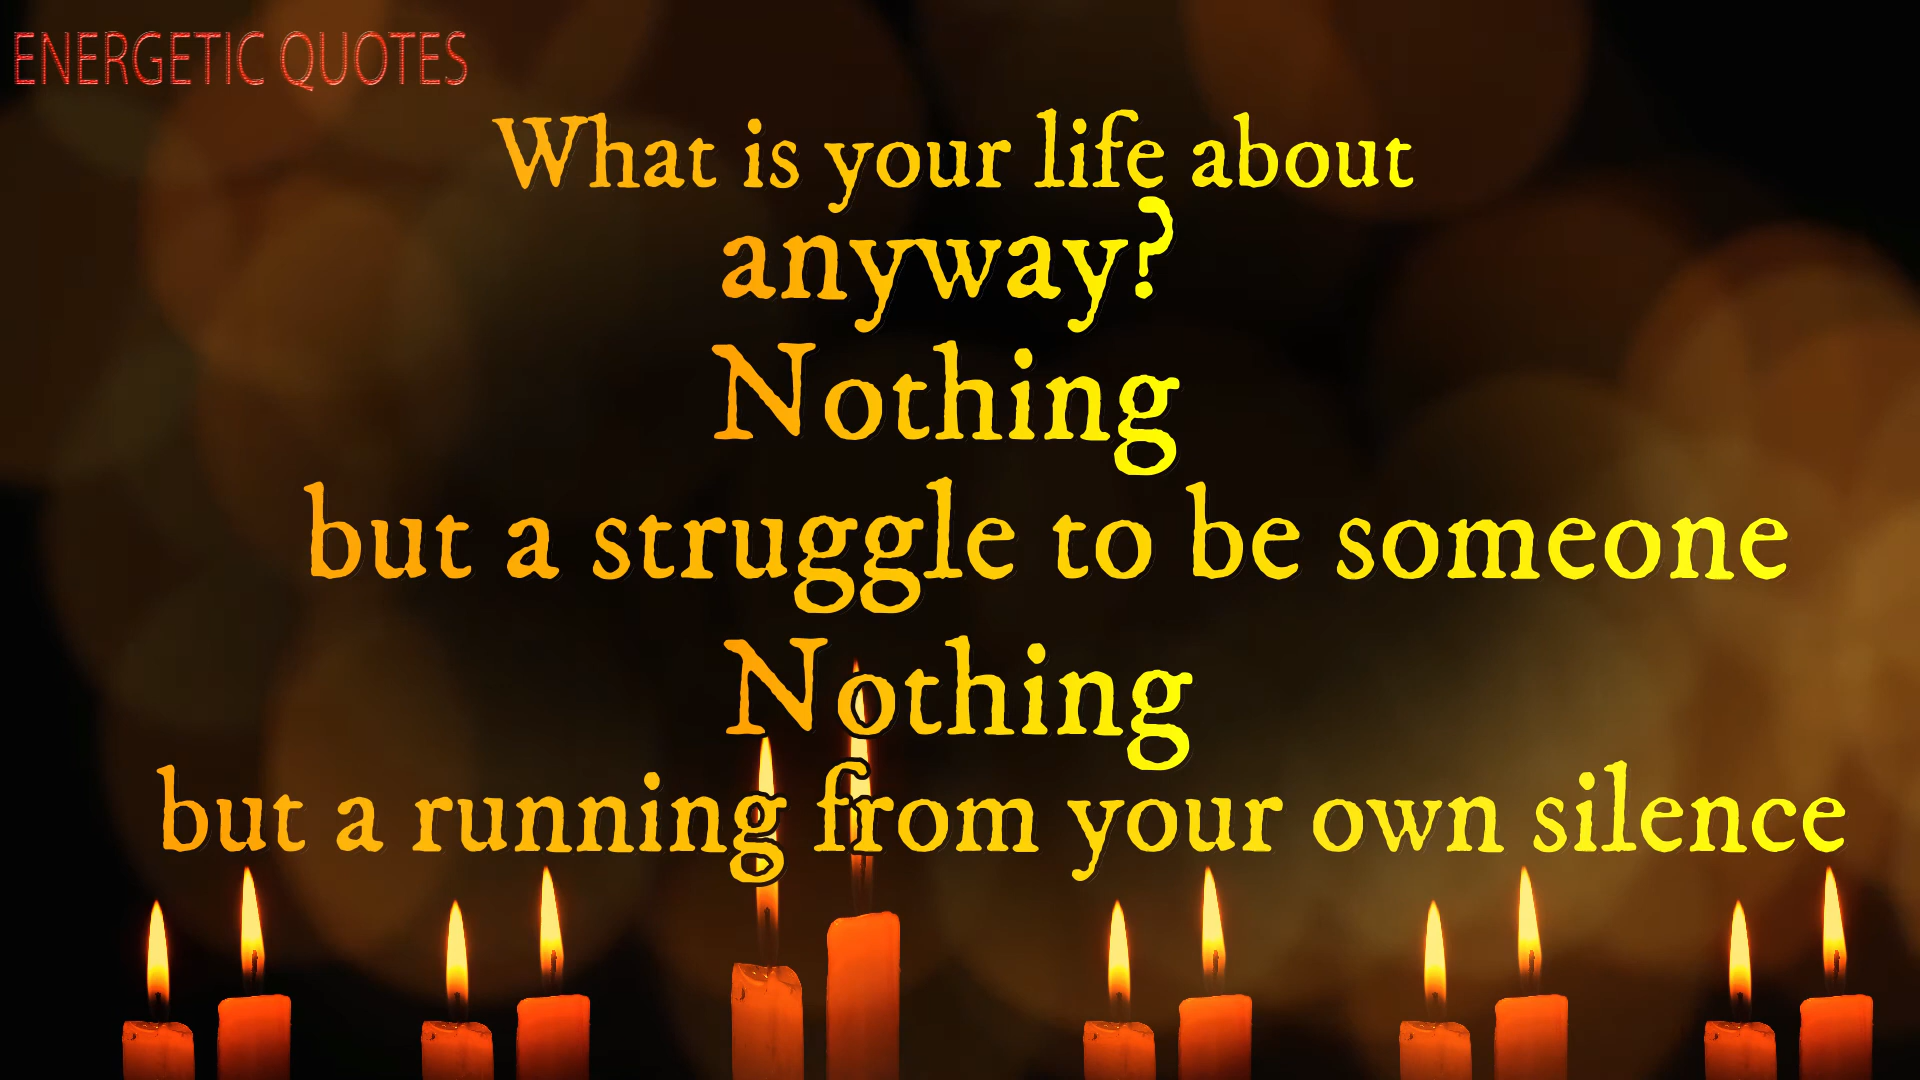 ENERGETIC QUOTES
What is your life about
anyway?
Nothing
but a struggle to be someone
Nothing
but a running from your own silence